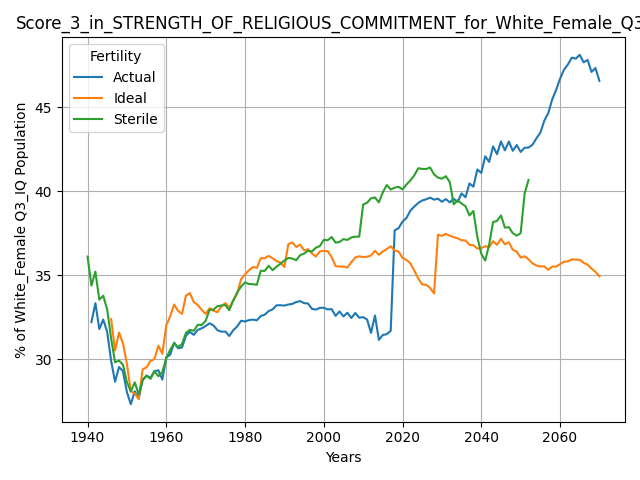 Score_3_in_STRENGTH_OF_RELIGIOUS_COMMITMENT_for_White_Female_Q3
Fertility
Actual
Ideal
Sterile
% of White_Female Q3_IQ Population
45
40
35
30
1940 1960 1980 2000 2020 2040 2060
Years